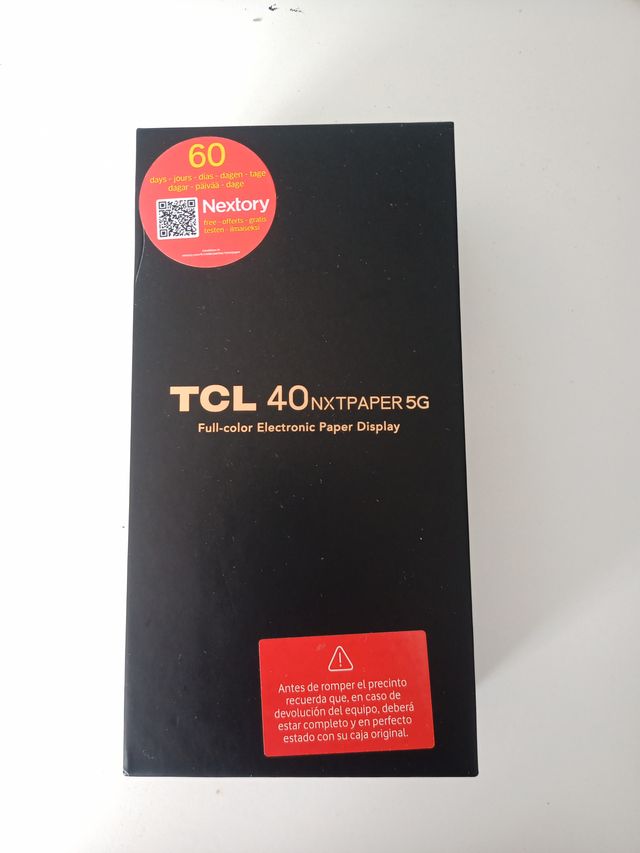 60
days - jours - días - dagen - tage
dagar - päivää - dage
Nextory
free - offerts - gratis
testen - ilmaiseksi
TCL 40 NXTPAPER 5G
Full-color Electronic Paper Display
Antes de romper el precinto
recuerda que, en caso de
devolución del equipo, deberá
estar completo y en perfecto
estado con su caja original.